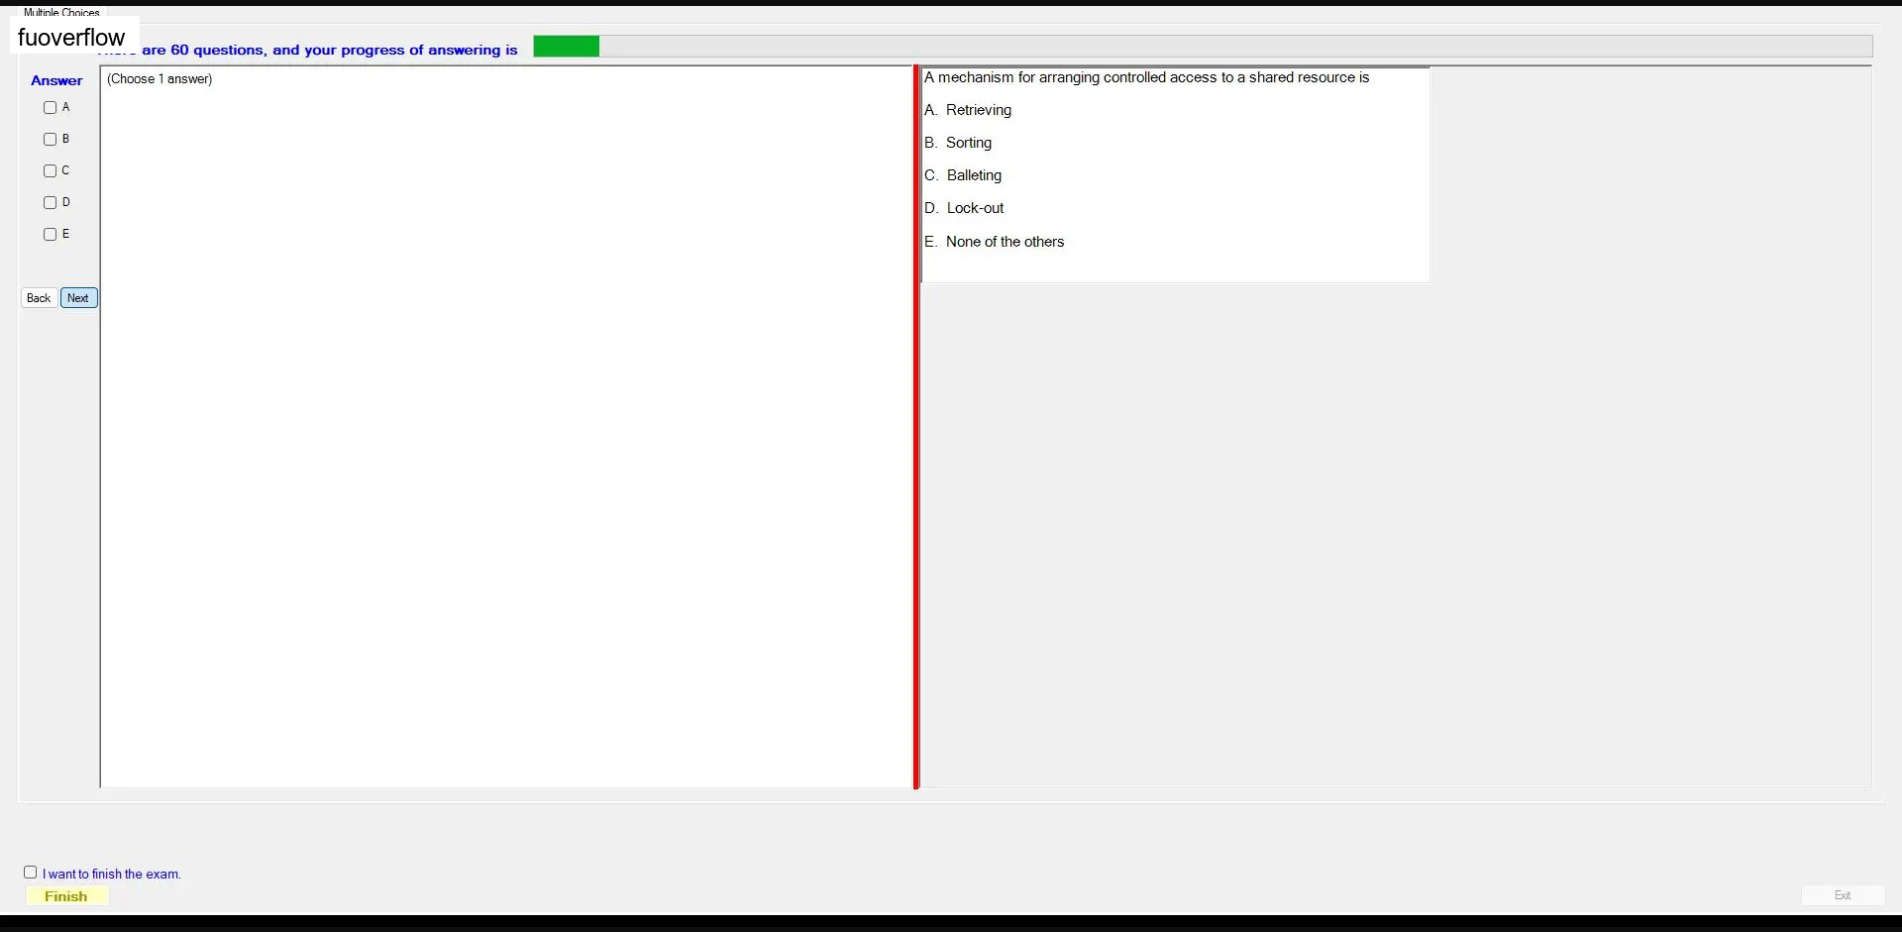 Multiple Choices
fuoverflow
are 60 questions, and your progress of answering is
Answer
(Choose 1 answer)
A
B
C
D
E
Back Next
A mechanism for arranging controlled access to a shared resource is
A. Retrieving
B. Sorting
C. Balleting
D. Lock-out
E. None of the others
I want to finish the exam.
Finish
Exit